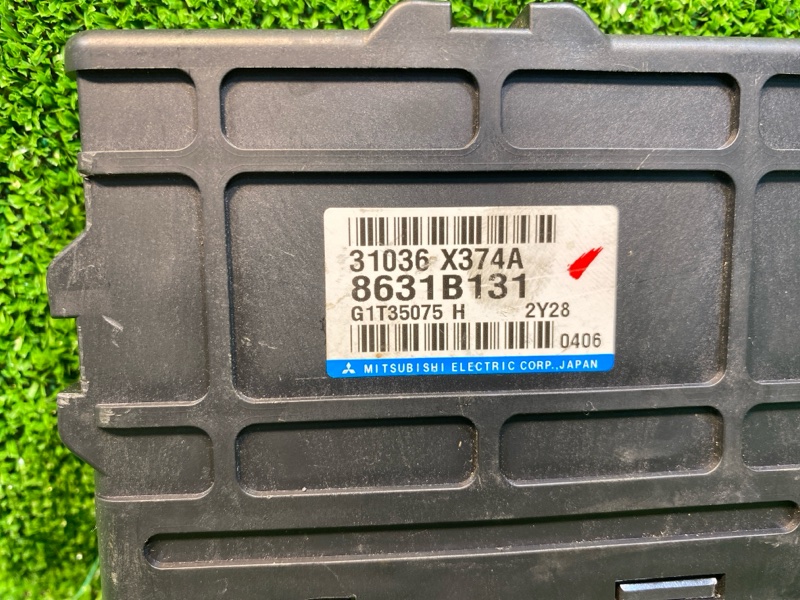 31036 X374A
8631B131
G1T35075 H 2Y28
0406
MITSUBISHI ELECTRIC CORP., JAPAN